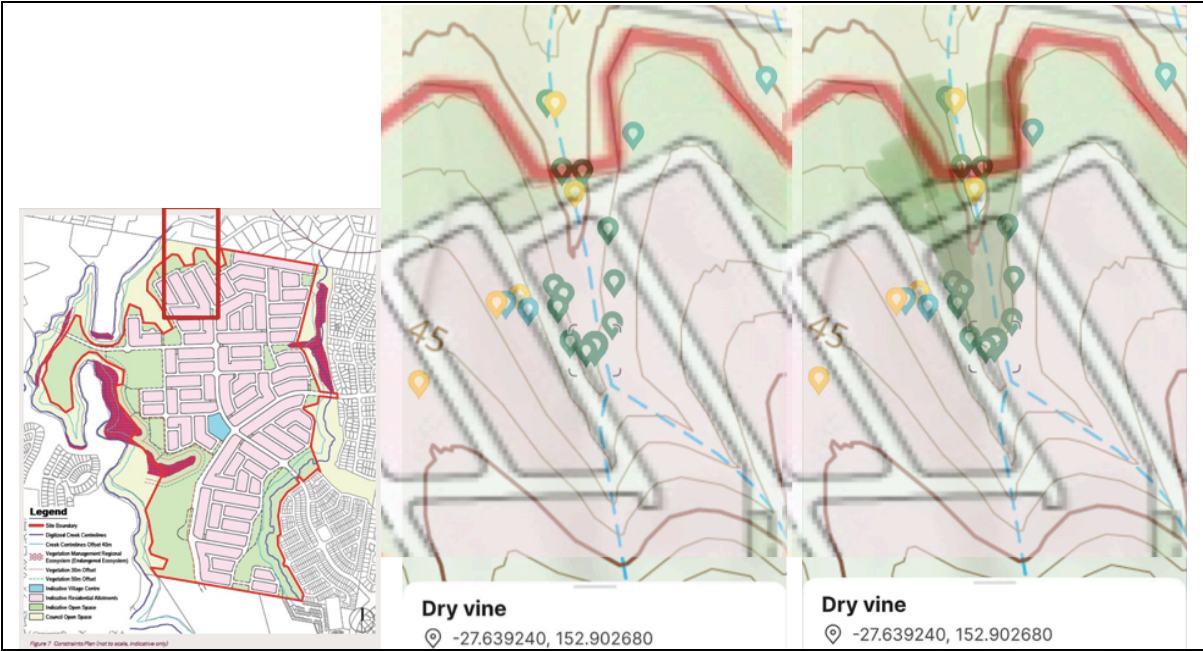 Legend
Site Boundary
Digitized Creek Centrelines
Creek Centrelines Offset 40m
Vegetation Management Regional
Ecosystem (Endangered Ecosystem)
Vegetation 30m Offset
Vegetation 50m Offset
Indicative Village Centre
Indicative Residential Allotments
Indicative Open Space
Council Open Space
Figure 7 Constraints Plan (not to scale, indicative only)
45
Dry vine
-27.639240, 152.902680
45
Dry vine
-27.639240, 152.902680